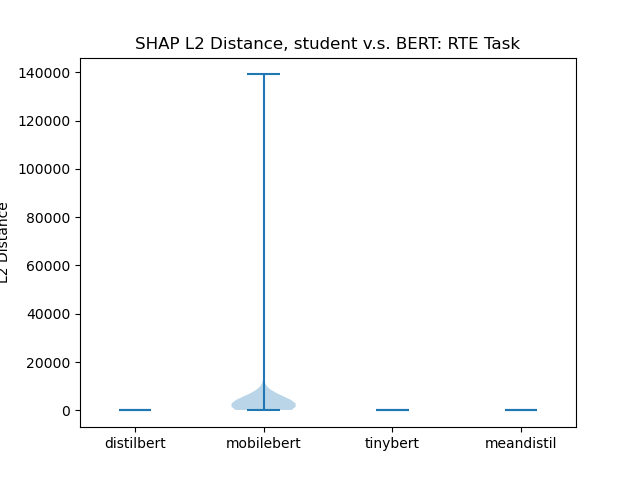 SHAP L2 Distance, student v.s. BERT: RTE Task
140000
120000
100000
80000
60000
40000
20000
0
L2 Distance
distilbert mobilebert tinybert meandistil